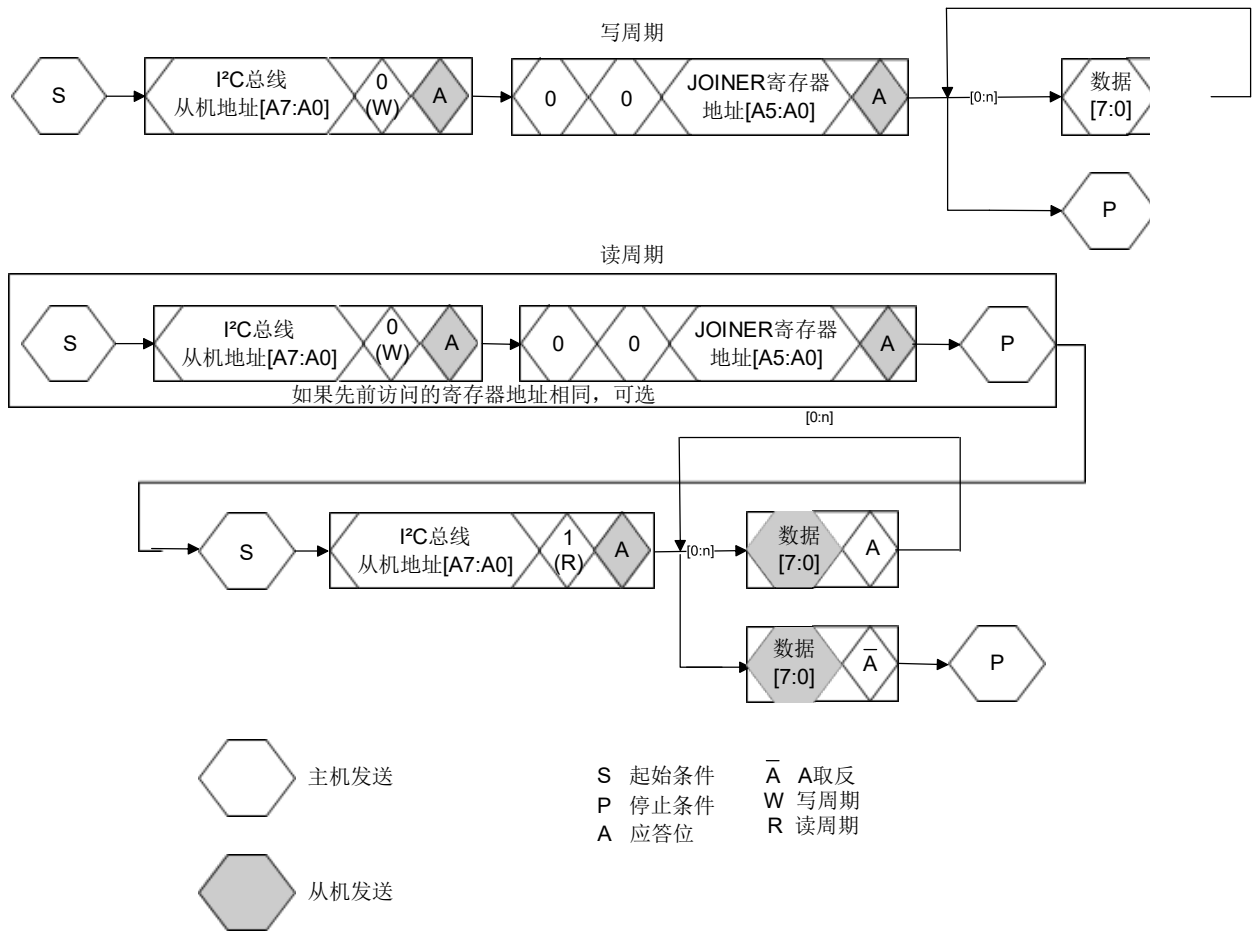 写周期
S
I²C总线
从机地址[A7:A0]
0
(W)
A
0
0
JOINER寄存器
地址[A5:A0]
A
[0:n]
数据
[7:0]
P
读周期
S
I²C总线
从机地址[A7:A0]
0
(W)
A
0
0
JOINER寄存器
地址[A5:A0]
A
P
如果先前访问的寄存器地址相同，可选
[0:n]
S
I²C总线
从机地址[A7:A0]
1
(R)
A
[0:n]
数据
[7:0]
A
数据
[7:0]
A̅
P
主机发送
S 起始条件
A̅ A取反
P 停止条件
W 写周期
A 应答位
R 读周期
从机发送